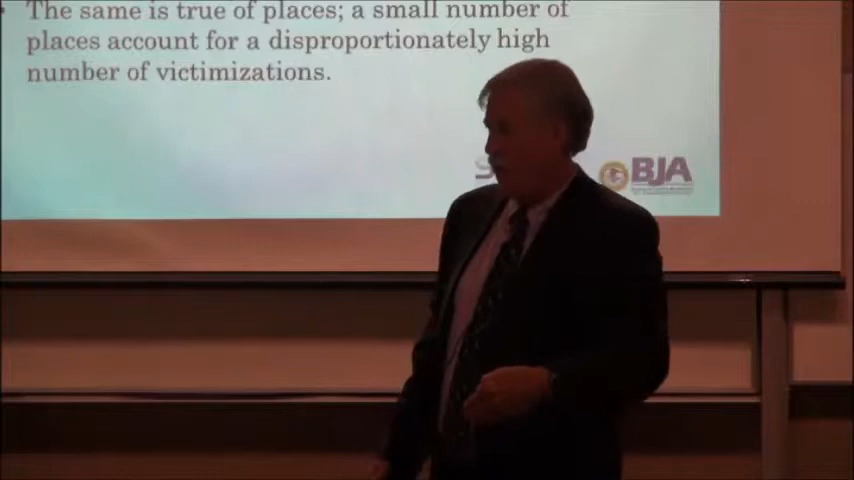 The same is true of places; a small number of
places account for a disproportionately high
number of victimizations.
BJA